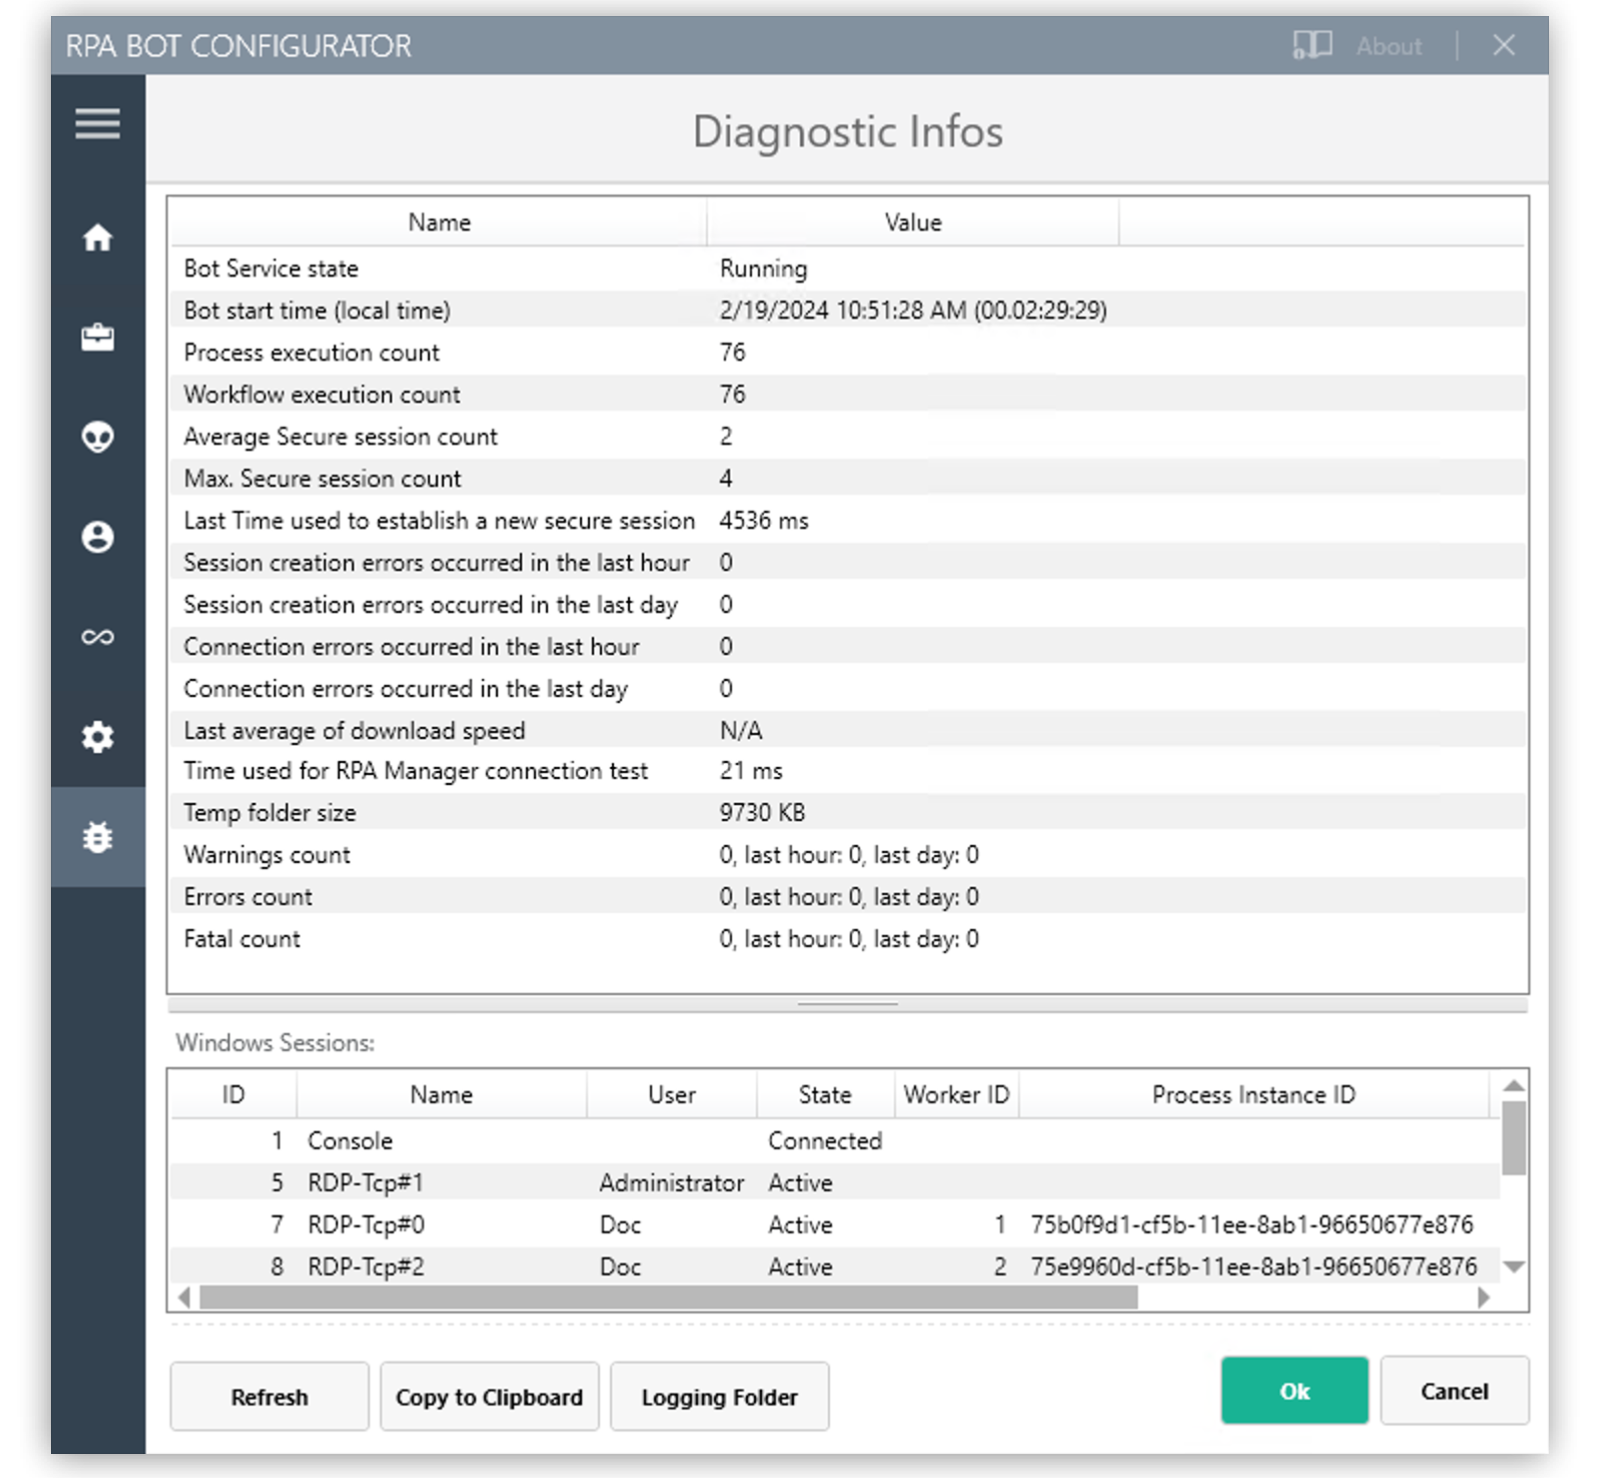 RPA BOT CONFIGURATOR About
Diagnostic Infos
Name Value
Bot Service state Running
Bot start time (local time) 2/19/2024 10:51:28 AM (00.02:29:29)
Process execution count 76
Workflow execution count 76
Average Secure session count 2
Max. Secure session count 4
Last Time used to establish a new secure session 4536 ms
Session creation errors occurred in the last hour 0
Session creation errors occurred in the last day 0
Connection errors occurred in the last hour 0
Connection errors occurred in the last day 0
Last average of download speed N/A
Time used for RPA Manager connection test 21 ms
Temp folder size 9730 KB
Warnings count 0, last hour: 0, last day: 0
Errors count 0, last hour: 0, last day: 0
Fatal count 0, last hour: 0, last day: 0
Windows Sessions:
ID Name User State Worker ID Process Instance ID
1 Console Connected
5 RDP-Tcp#1 Administrator Active
7 RDP-Tcp#0 Doc Active 1 75b0f9d1-cf5b-11ee-8ab1-96650677e876
8 RDP-Tcp#2 Doc Active 2 75e9960d-cf5b-11ee-8ab1-96650677e876
Refresh Copy to Clipboard Logging Folder Ok Cancel